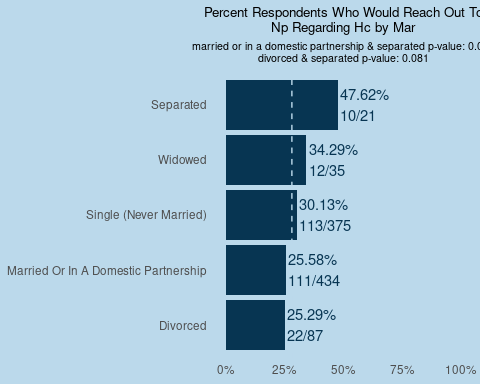 Percent Respondents Who Would Reach Out To
Np Regarding Hc by Mar
married or in a domestic partnership & separated p-value: 0.0
divorced & separated p-value: 0.081
Separated
47.62%
10/21
Widowed
34.29%
12/35
Single (Never Married)
30.13%
113/375
Married Or In A Domestic Partnership
25.58%
111/434
Divorced
25.29%
22/87
0% 25% 50% 75% 100%